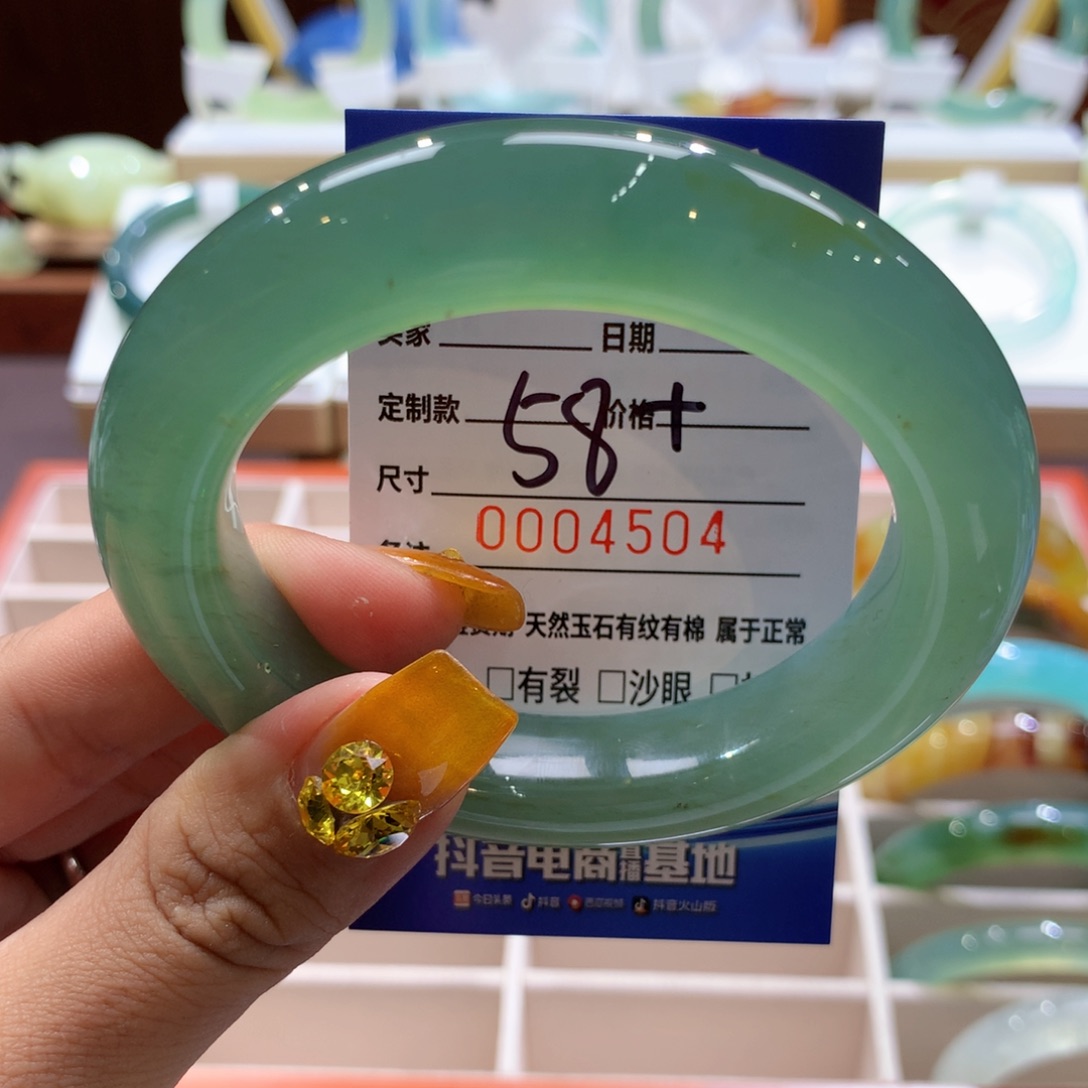 日期
定制款 58+ 价格
尺寸
0004504
天然玉石有纹有棉 属于正常
□有裂 □沙眼 □
抖音电商直播基地
今日头条 抖音 西瓜视频 抖音火山版